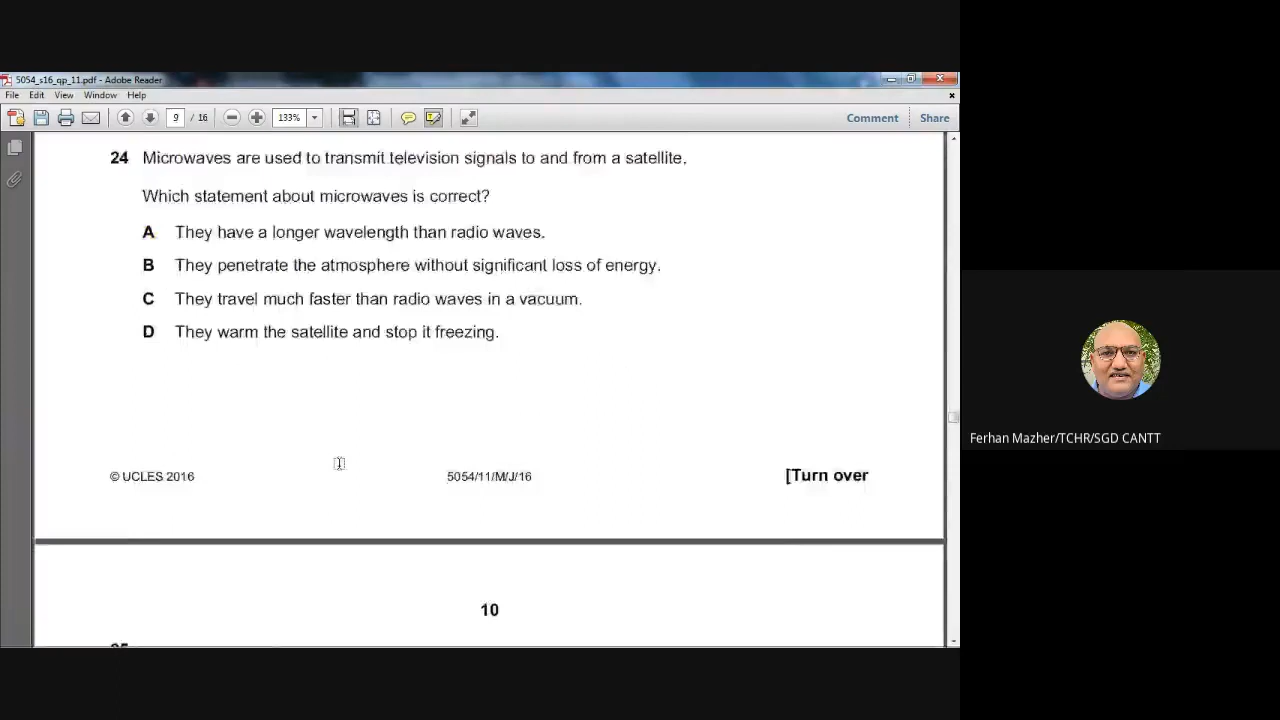 5054_s16_qp_11.pdf - Adobe Reader
File Edit View Window Help
9 / 16 133% Comment Share
24 Microwaves are used to transmit television signals to and from a satellite.
Which statement about microwaves is correct?
A They have a longer wavelength than radio waves.
B They penetrate the atmosphere without significant loss of energy.
C They travel much faster than radio waves in a vacuum.
D They warm the satellite and stop it freezing.
Ferhan Mazher/TCHR/SGD CANTT
© UCLES 2016 5054/11/M/J/16 [Turn over
10